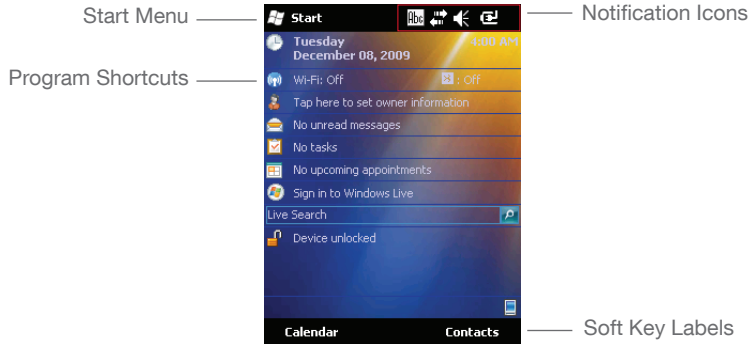 Start Menu
Start
Abc
Notification Icons
Tuesday
4:00 AM
December 08, 2009
Program Shortcuts
Wi-Fi: Off
: Off
Tap here to set owner information
No unread messages
No tasks
No upcoming appointments
Sign in to Windows Live
Live Search
Device unlocked
Calendar
Contacts
Soft Key Labels